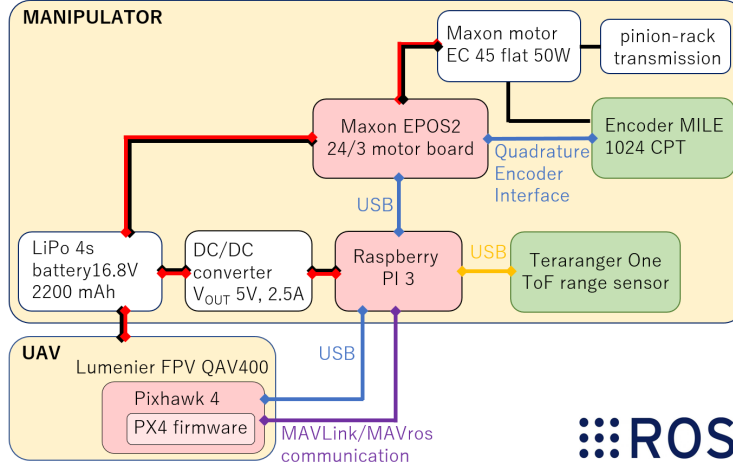 MANIPULATOR
Maxon motor
EC 45 flat 50W
pinion-rack
transmission
Maxon EPOS2
24/3 motor board
Encoder MILE
1024 CPT
Quadrature
Encoder
Interface
USB
LiPo 4s
battery16.8V
2200 mAh
DC/DC
converter
VOUT 5V, 2.5A
Raspberry
PI 3
USB
Teraranger One
ToF range sensor
UAV
Lumenier FPV QAV400
USB
Pixhawk 4
PX4 firmware
MAVLink/MAVros
communication
ROS